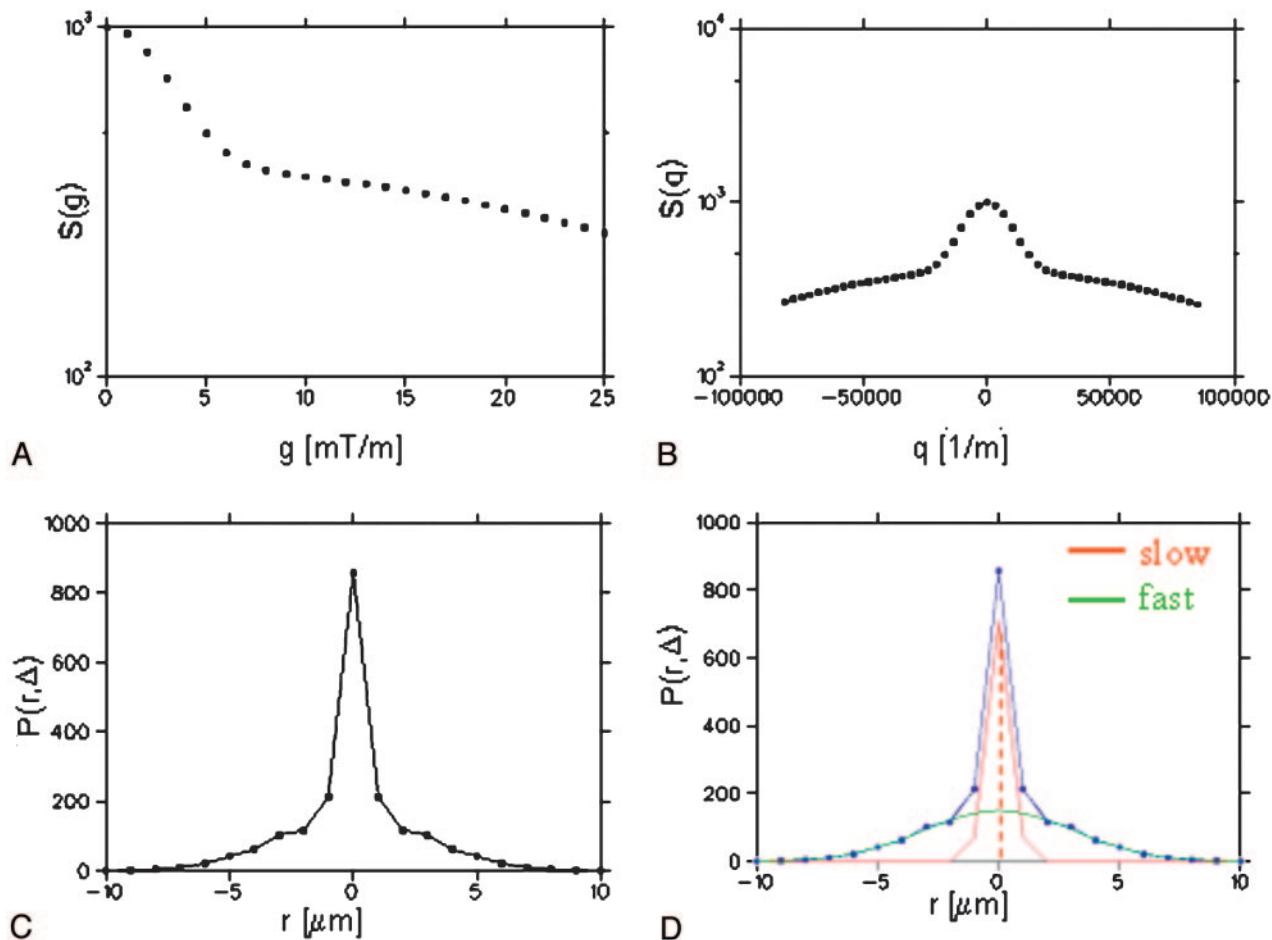 10³
S(g)
10²
0 5 10 15 20 25
g [mT/m]
A
10⁴
S(q)
10³
10²
−100000 −50000 0 50000 100000
q [1/m]
B
1000
800
P(r,Δ)
600
400
200
0
−10 −5 0 5 10
r [μm]
C
1000
slow
fast
800
P(r,Δ)
600
400
200
0
−10 −5 0 5 10
r [μm]
D